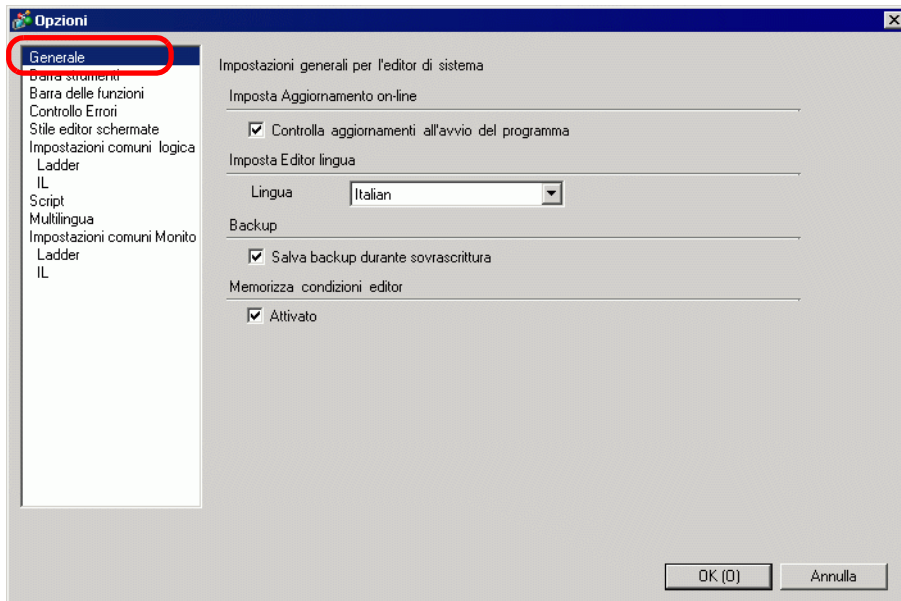 Opzioni
Generale
Barra strumenti
Barra delle funzioni
Controllo Errori
Stile editor schermate
Impostazioni comuni logica
Ladder
IL
Script
Multilingua
Impostazioni comuni Monito
Ladder
IL
Impostazioni generali per l'editor di sistema
Imposta Aggiornamento on-line
Controlla aggiornamenti all'avvio del programma
Imposta Editor lingua
Lingua Italian
Backup
Salva backup durante sovrascrittura
Memorizza condizioni editor
Attivato
OK (O) Annulla